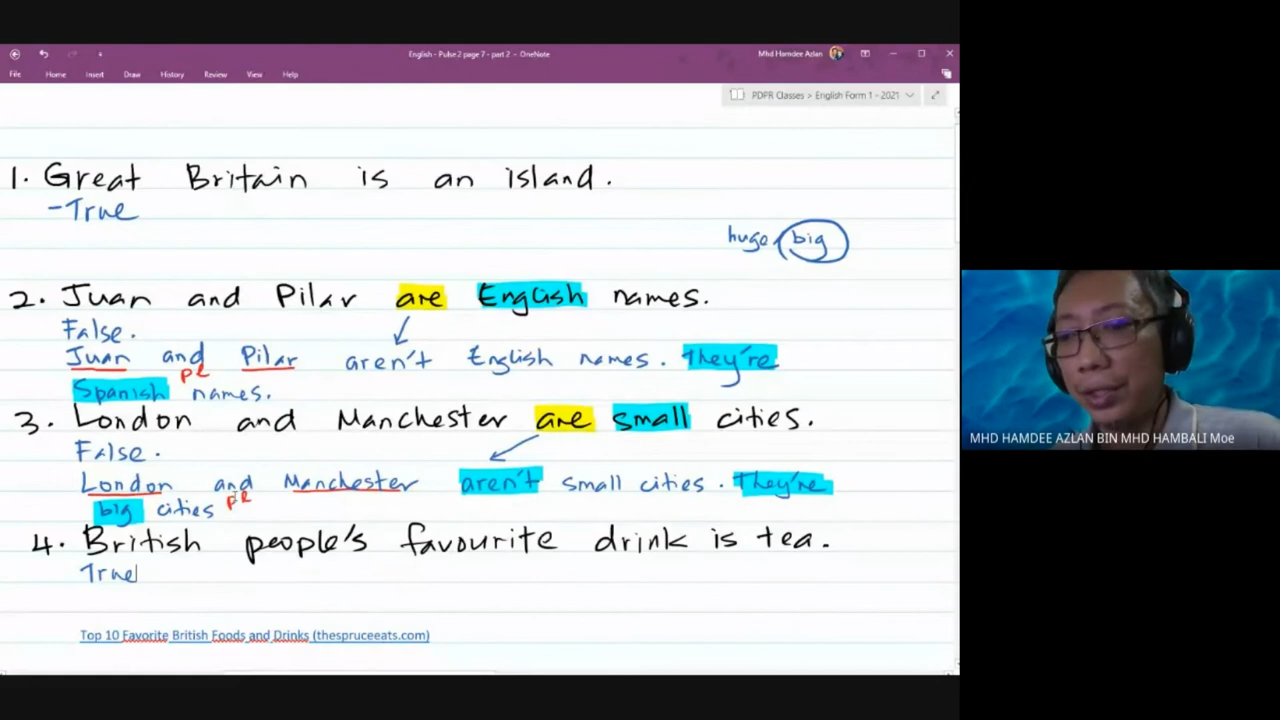 English - Pulse 2 page 7 - part 2 - OneNote
Mhd Hamdee Azlan
File Home Insert Draw History Review View Help
PDPR Classes > English Form 1 - 2021
1. Great Britain is an island.
- True
huge big
2. Juan and Pilar are English names.
False.
Juan and Pilar aren't English names. They're
pl
Spanish names.
3. London and Manchester are small cities.
False.
London and Manchester aren't small cities. They're
pl
big cities
4. British people's favourite drink is tea.
True
Top 10 Favorite British Foods and Drinks (thespruceeats.com)
MHD HAMDEE AZLAN BIN MHD HAMBALI Moe